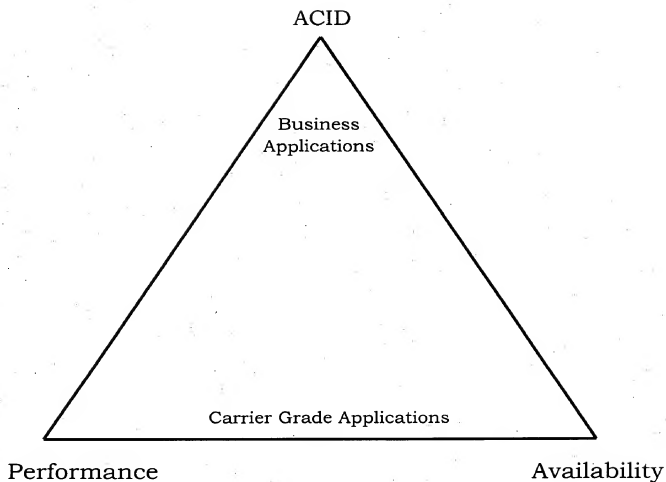 ACID
Business
Applications
Carrier Grade Applications
Performance
Availability